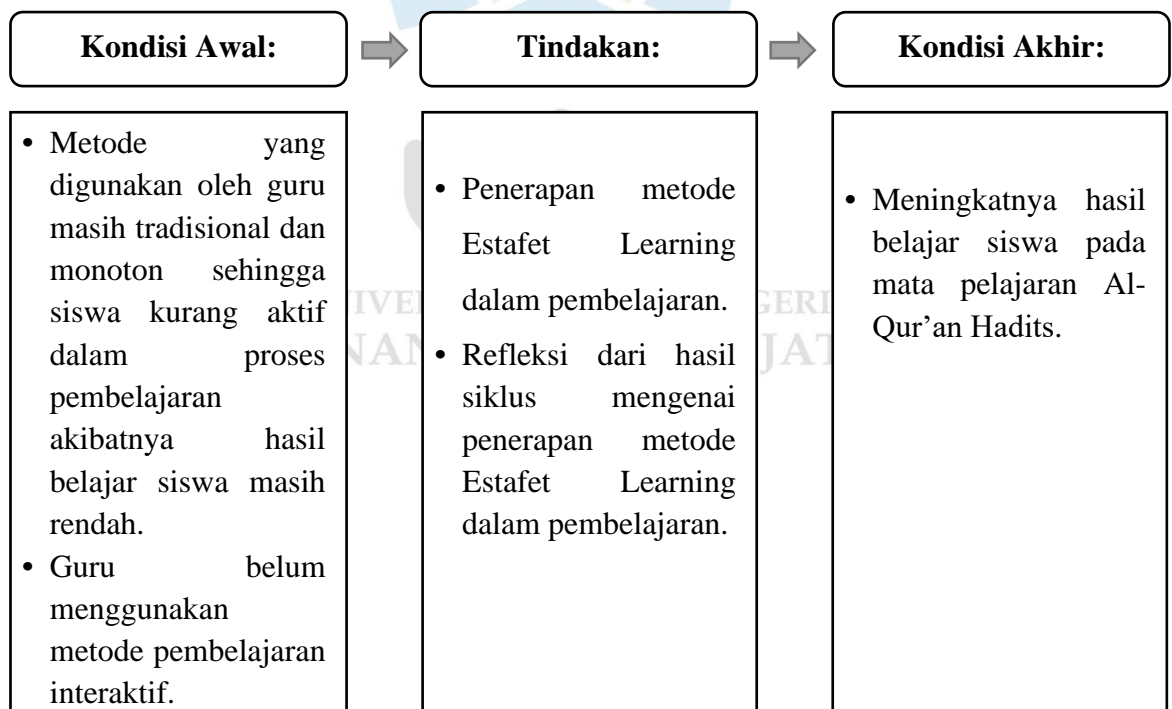 Kondisi Awal:
Tindakan:
Kondisi Akhir:
• Metode yang
digunakan oleh guru
masih tradisional dan
monoton sehingga
siswa kurang aktif
dalam proses
pembelajaran
akibatnya hasil
belajar siswa masih
rendah.
• Guru belum
menggunakan
metode pembelajaran
interaktif.
• Penerapan metode
Estafet Learning
dalam pembelajaran.
• Refleksi dari hasil
siklus mengenai
penerapan metode
Estafet Learning
dalam pembelajaran.
• Meningkatnya hasil
belajar siswa pada
mata pelajaran Al-
Qur’an Hadits.